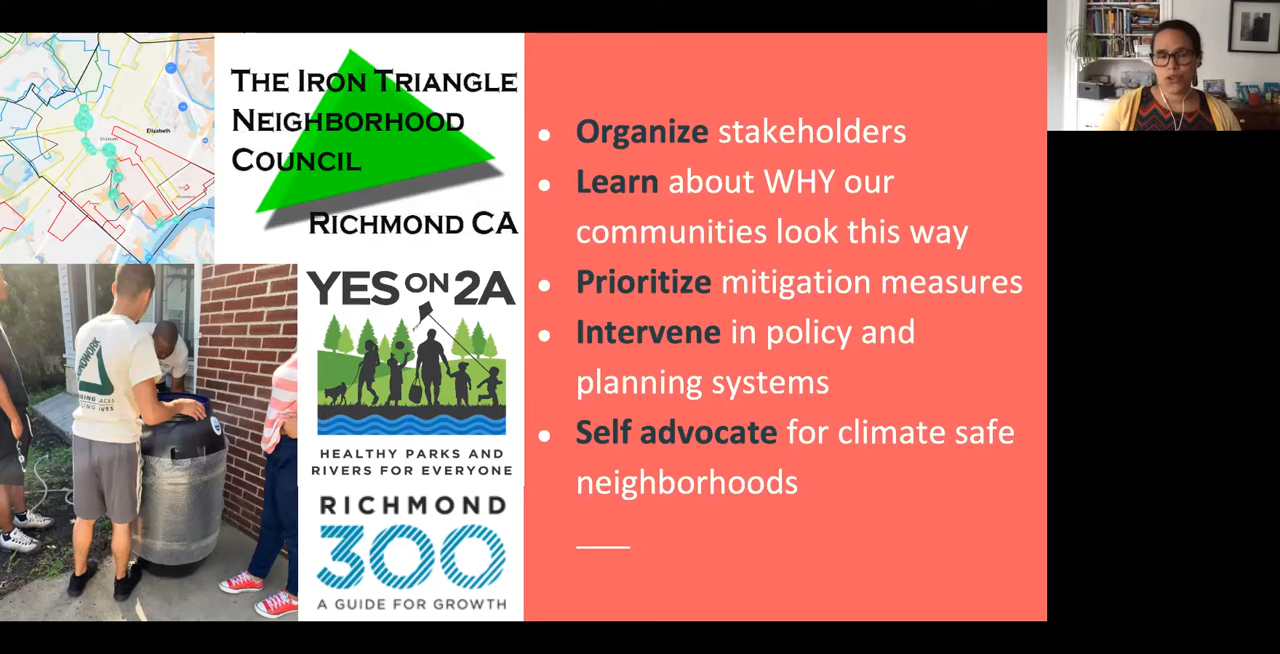 Elizabeth
THE IRON TRIANGLE
NEIGHBORHOOD
COUNCIL
RICHMOND CA
YES ON 2A
HEALTHY PARKS AND
RIVERS FOR EVERYONE
RICHMOND
300
A GUIDE FOR GROWTH
Organize stakeholders
Learn about WHY our
communities look this way
Prioritize mitigation measures
Intervene in policy and
planning systems
Self advocate for climate safe
neighborhoods